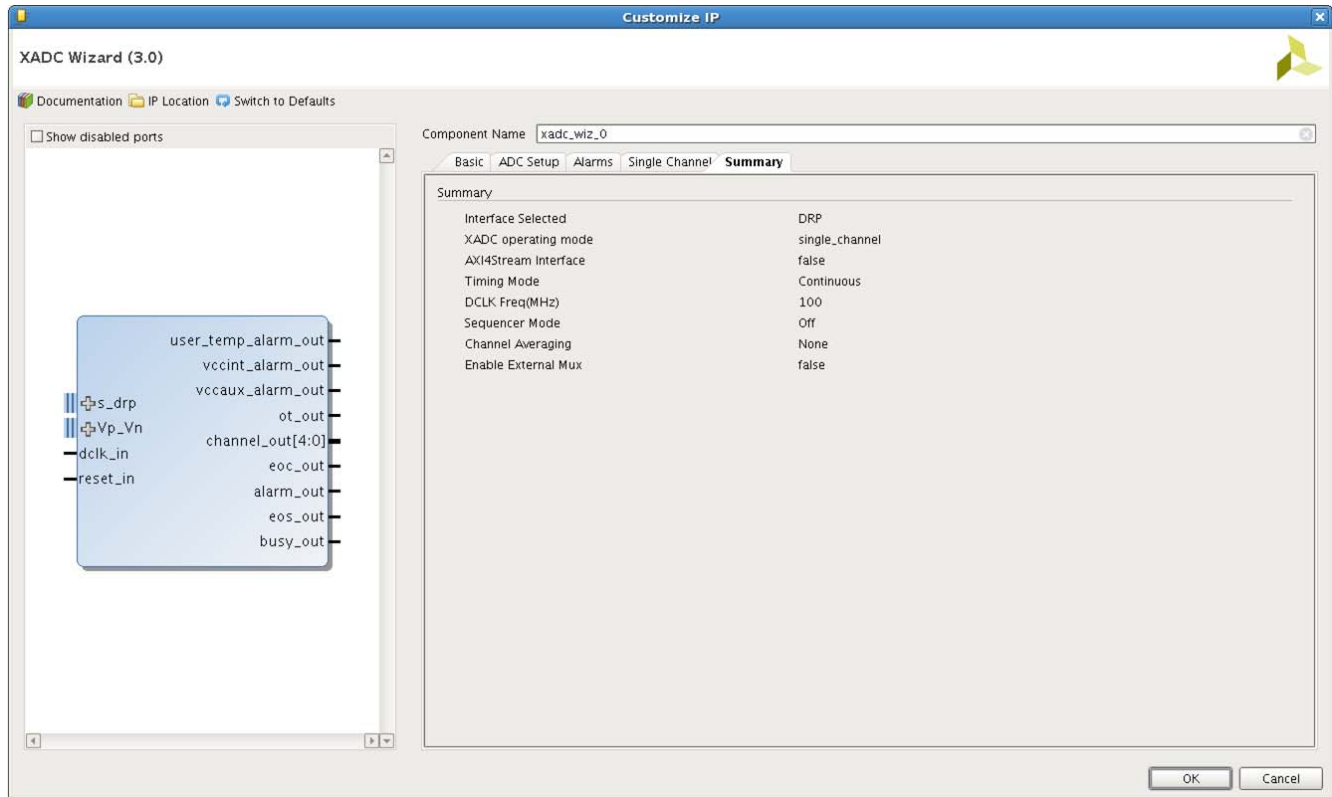 Customize IP
XADC Wizard (3.0)
Documentation IP Location Switch to Defaults
Show disabled ports
Component Name xadc_wiz_0
Basic ADC Setup Alarms Single Channel Summary
Summary
Interface Selected DRP
XADC operating mode single_channel
AXI4Stream Interface false
Timing Mode Continuous
DCLK Freq(MHz) 100
Sequencer Mode Off
Channel Averaging None
Enable External Mux false
s_drp
Vp_Vn
dclk_in
reset_in
user_temp_alarm_out
vccint_alarm_out
vccaux_alarm_out
ot_out
channel_out[4:0]
eoc_out
alarm_out
eos_out
busy_out
OK Cancel